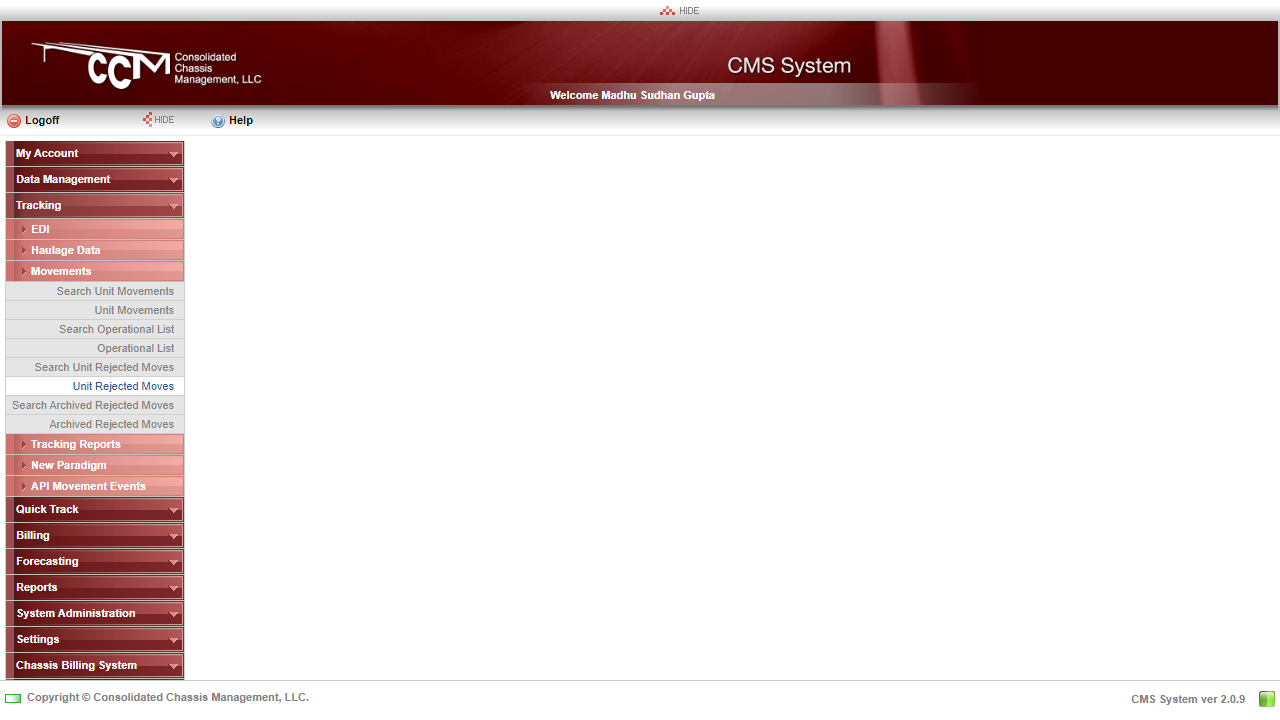 HIDE
CCM Consolidated
Chassis
Management, LLC
CMS System
Welcome Madhu Sudhan Gupta
Logoff
HIDE
Help
My Account
Data Management
Tracking
EDI
Haulage Data
Movements
Search Unit Movements
Unit Movements
Search Operational List
Operational List
Search Unit Rejected Moves
Unit Rejected Moves
Search Archived Rejected Moves
Archived Rejected Moves
Tracking Reports
New Paradigm
API Movement Events
Quick Track
Billing
Forecasting
Reports
System Administration
Settings
Chassis Billing System
Copyright © Consolidated Chassis Management, LLC.
CMS System ver 2.0.9